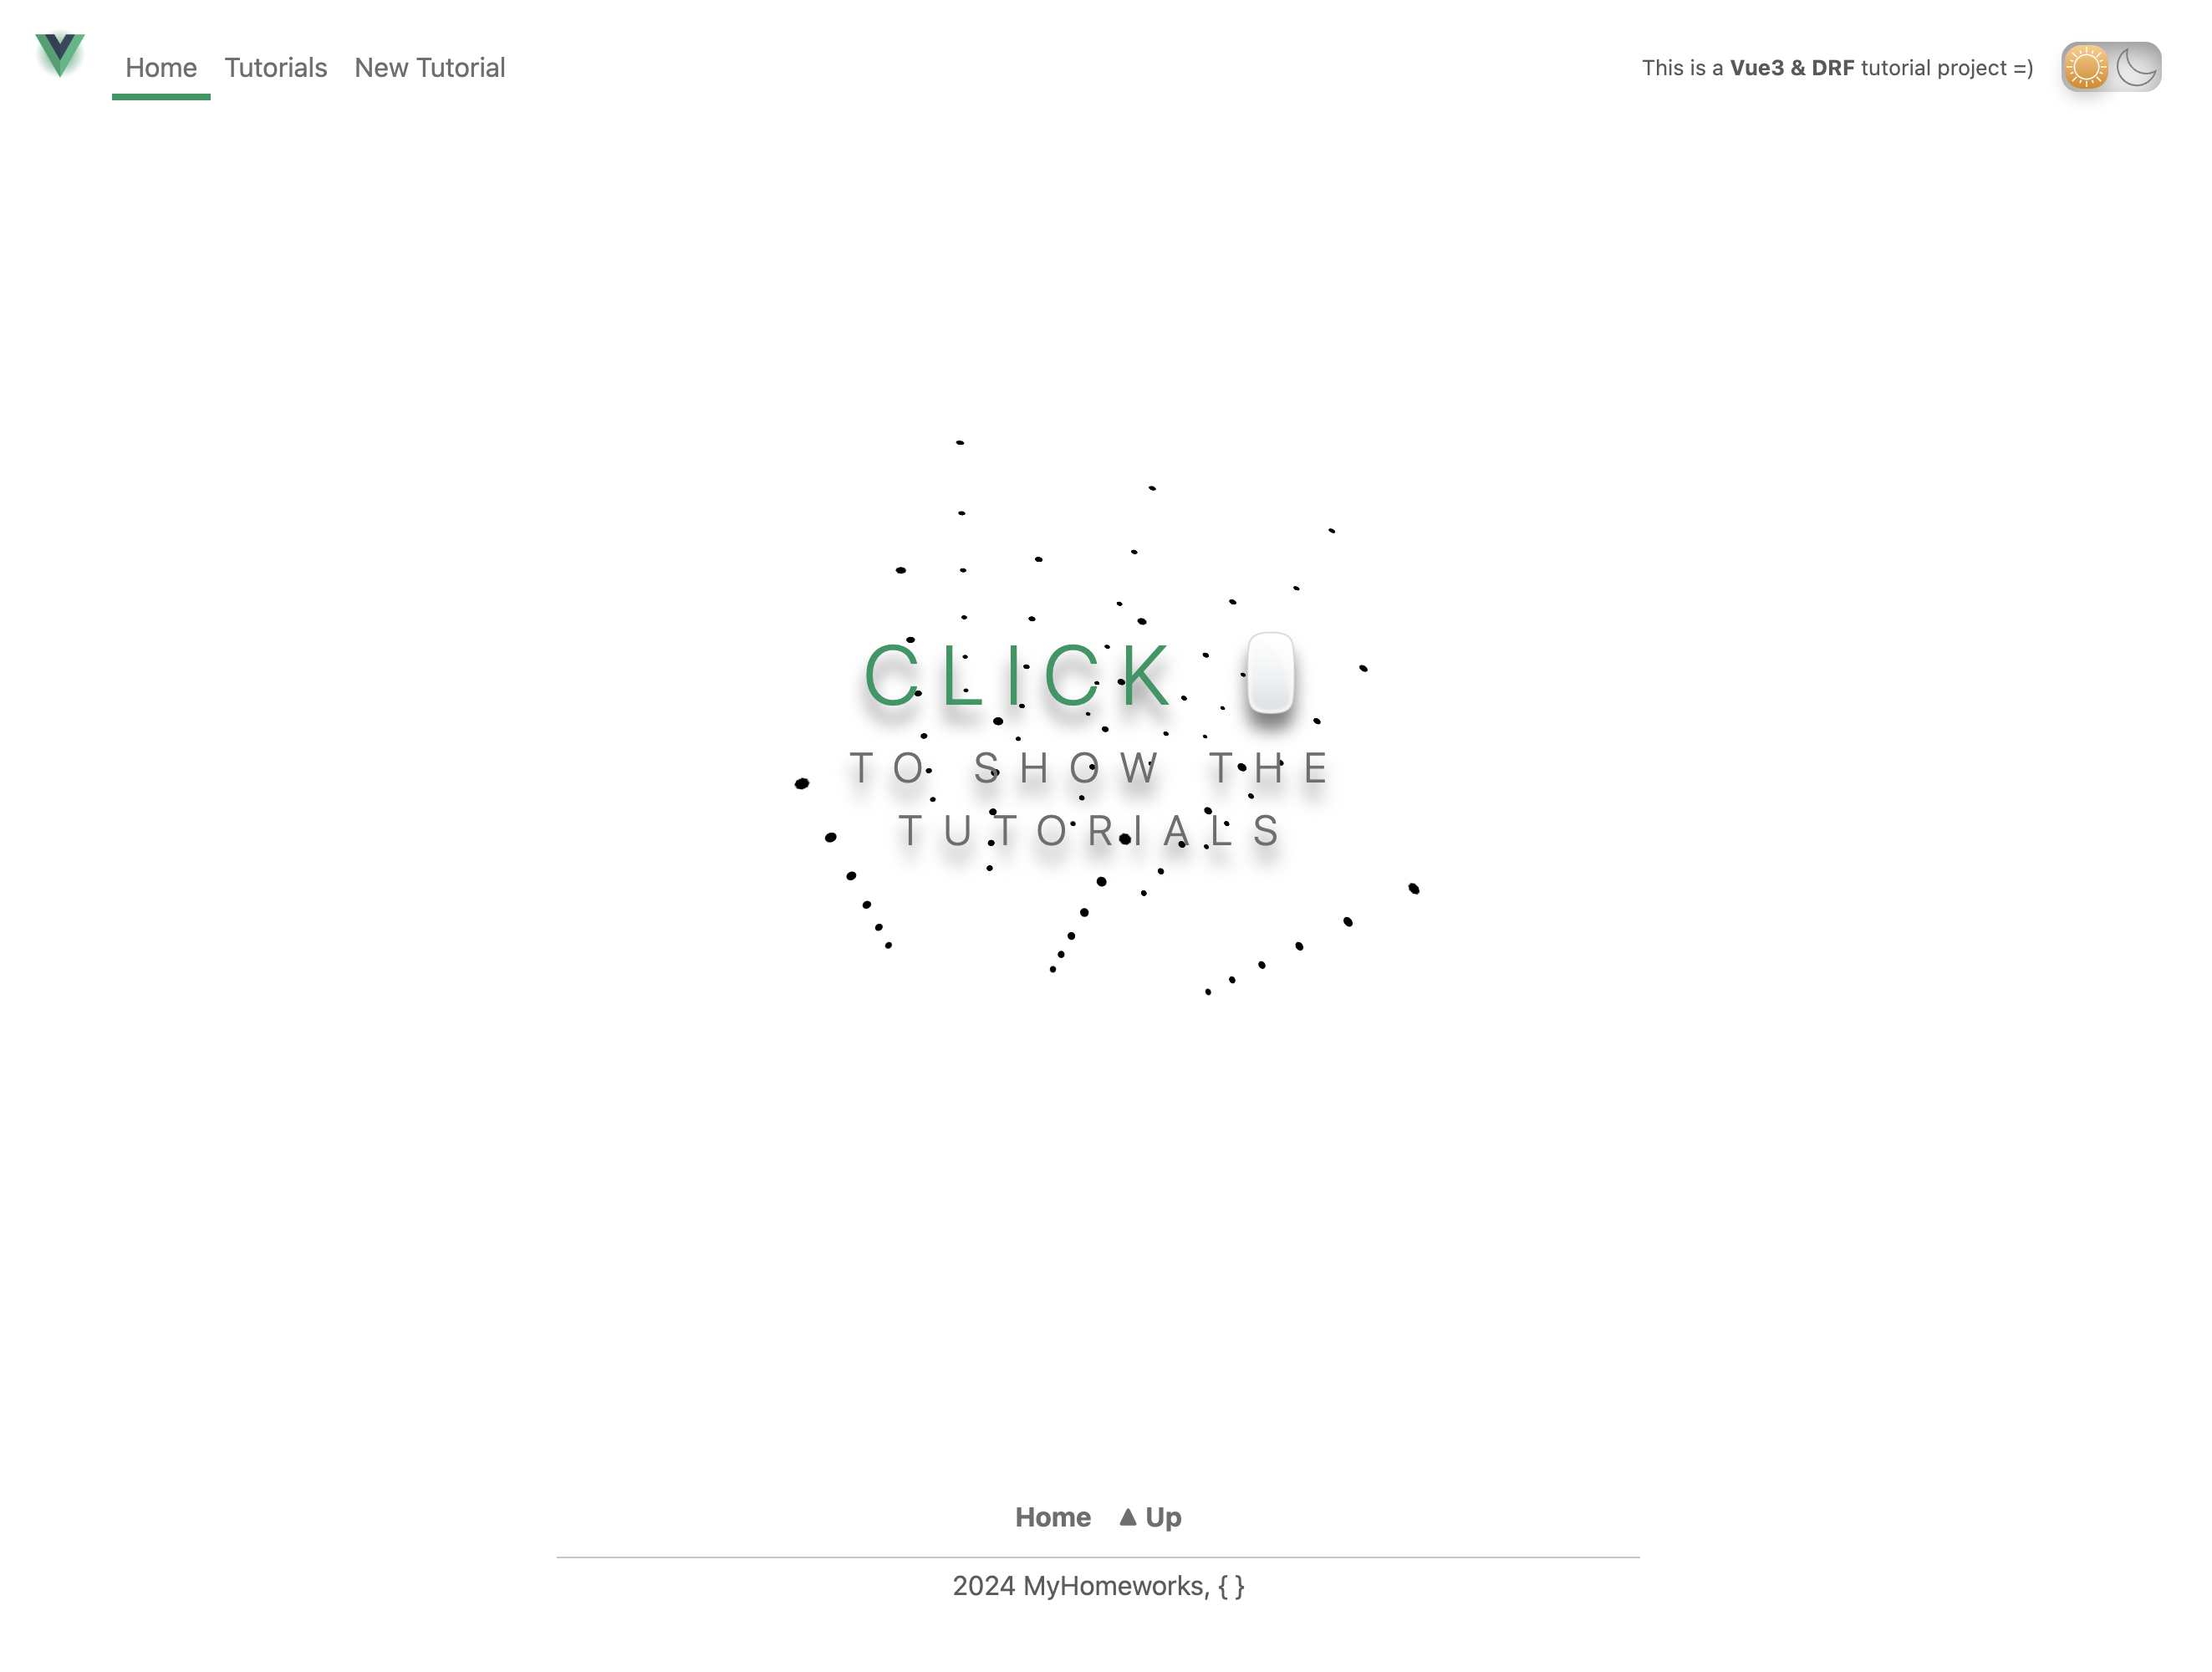 Home Tutorials New Tutorial This is a Vue3 & DRF tutorial project =)
CLICK
TO SHOW THE
TUTORIALS
Home ▲ Up
2024 MyHomeworks, { }